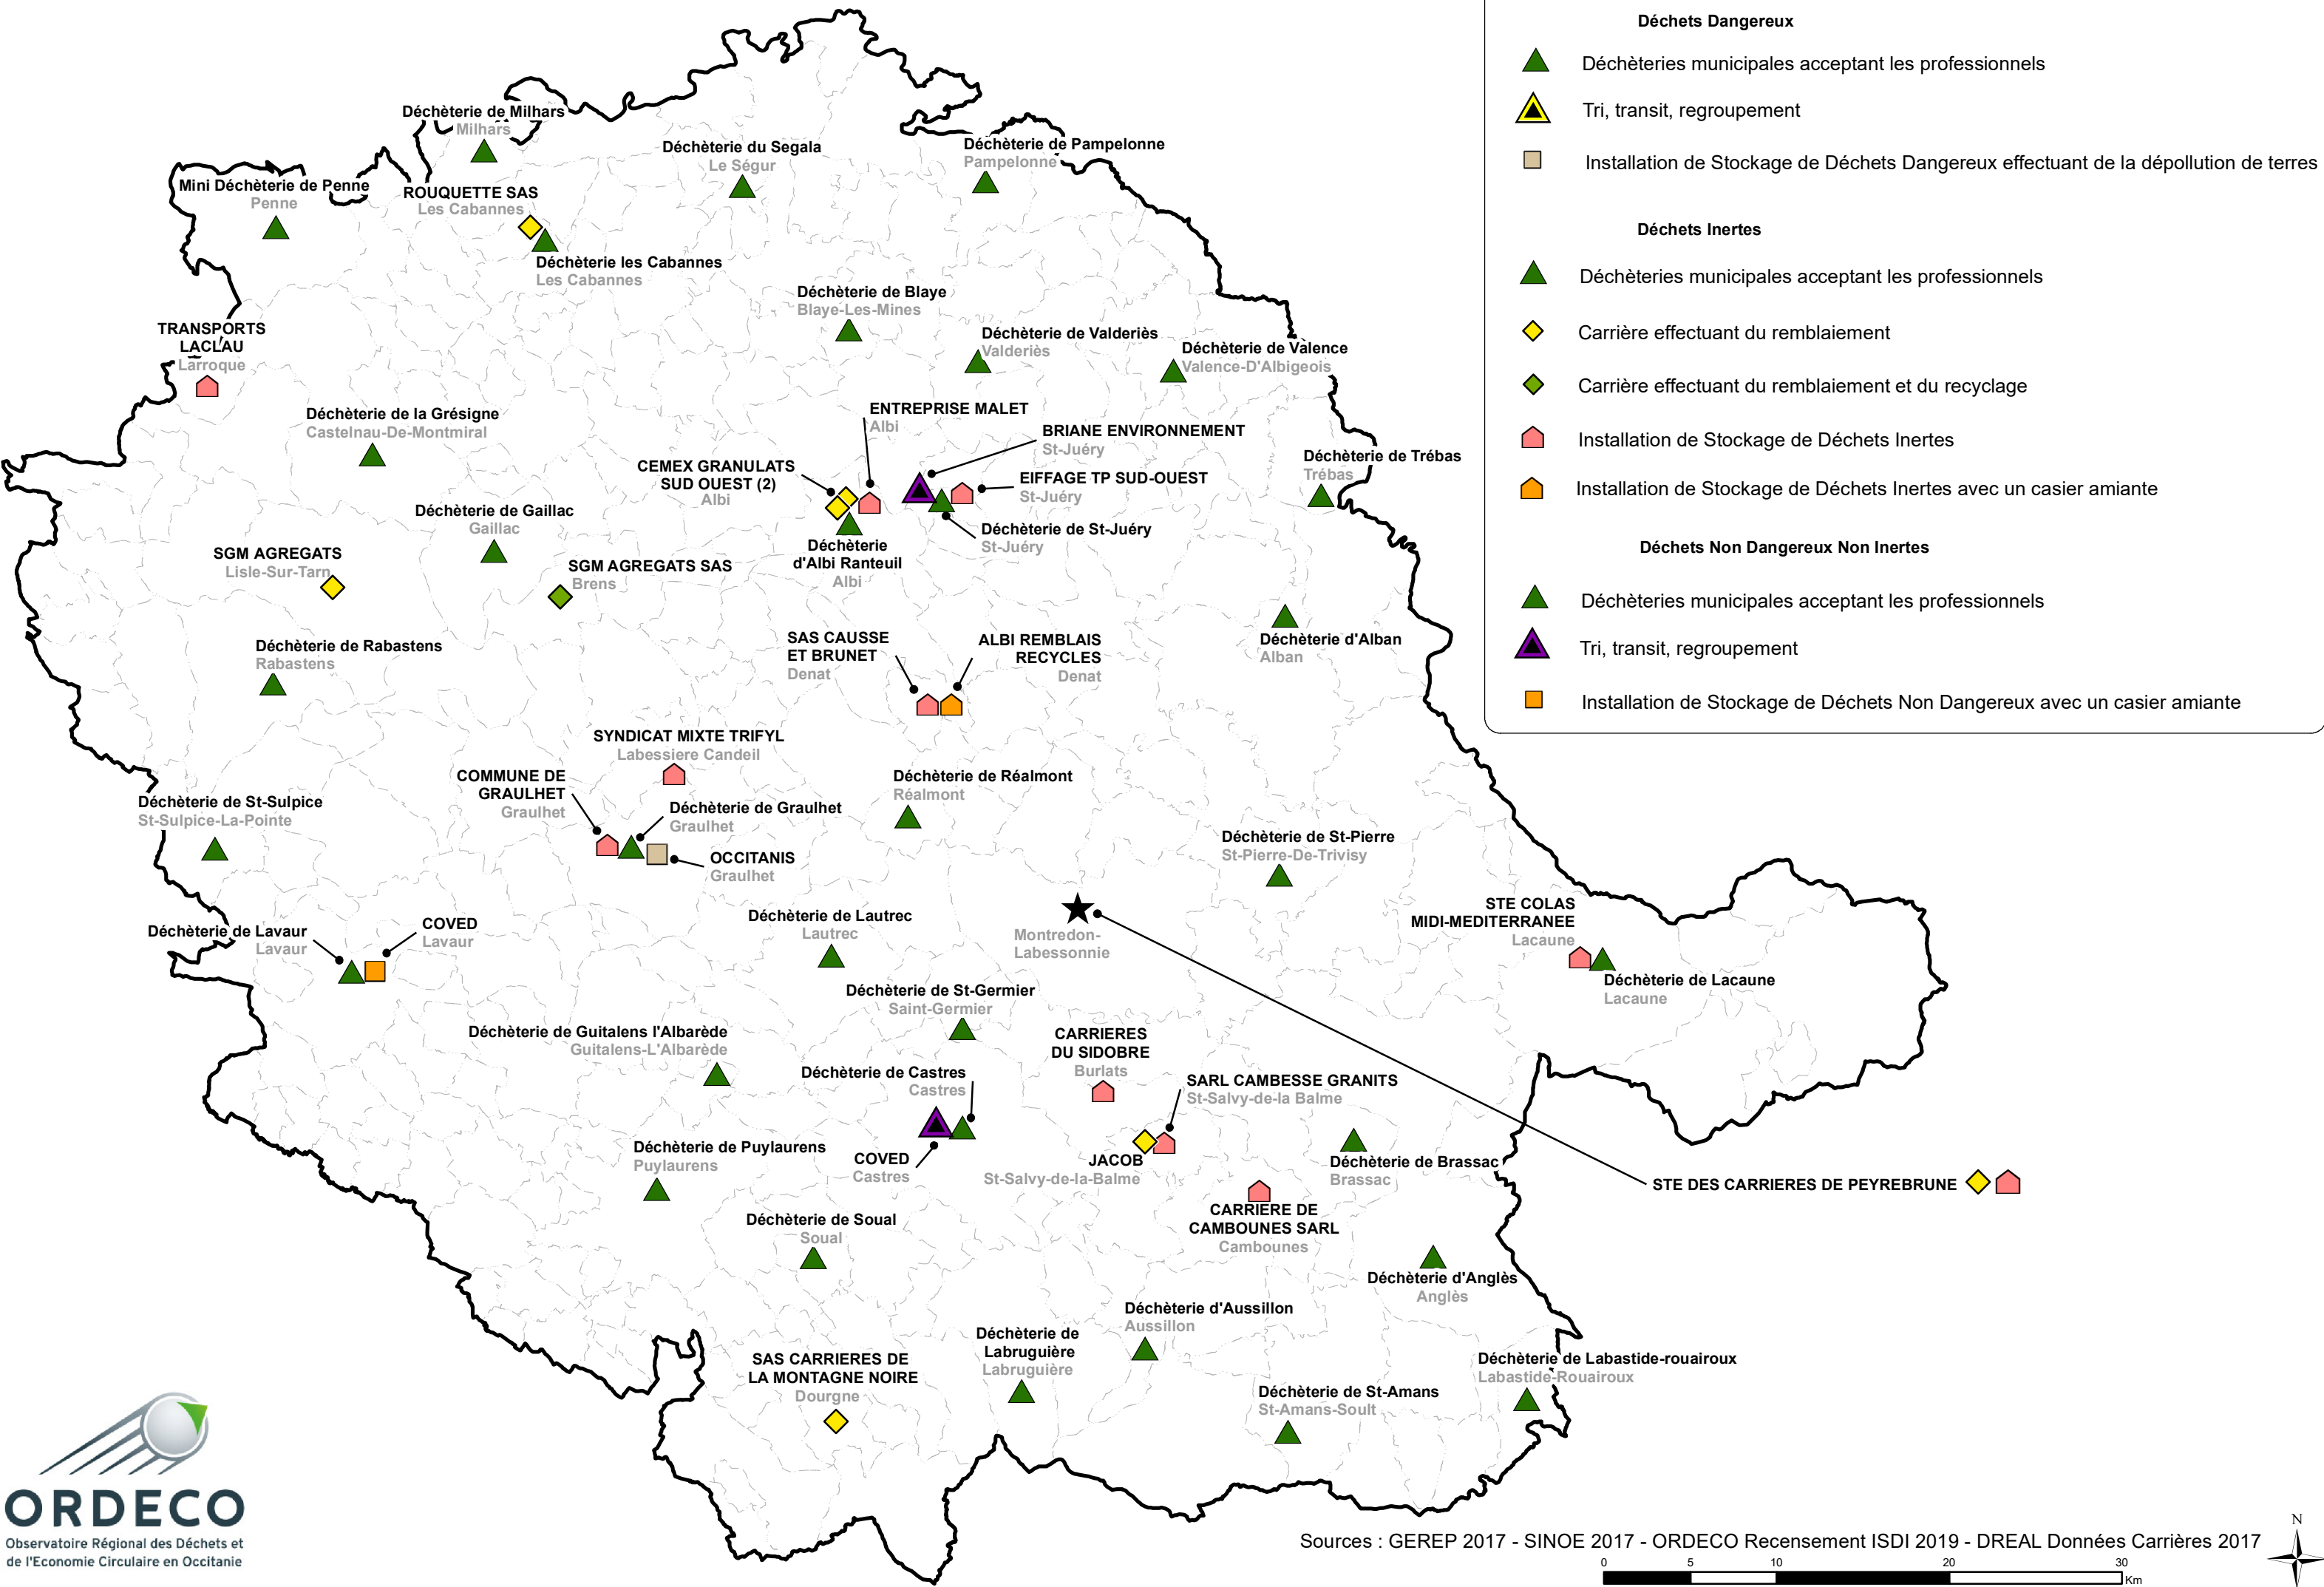 Déchets Dangereux
Déchèteries municipales acceptant les professionnels
Tri, transit, regroupement
Installation de Stockage de Déchets Dangereux effectuant de la dépollution de terres
Déchets Inertes
Déchèteries municipales acceptant les professionnels
Carrière effectuant du remblaiement
Carrière effectuant du remblaiement et du recyclage
Installation de Stockage de Déchets Inertes
Installation de Stockage de Déchets Inertes avec un casier amiante
Déchets Non Dangereux Non Inertes
Déchèteries municipales acceptant les professionnels
Tri, transit, regroupement
Installation de Stockage de Déchets Non Dangereux avec un casier amiante
Déchèterie de Milhars
Milhars
Déchèterie du Segala
Le Ségur
Déchèterie de Pampelonne
Pampelonne
Mini Déchèterie de Penne
Penne
ROUQUETTE SAS
Les Cabannes
Déchèterie les Cabannes
Les Cabannes
Déchèterie de Blaye
Blaye-Les-Mines
TRANSPORTS
LACLAU
Larroque
Déchèterie de Valderiès
Valderiès
Déchèterie de Valence
Valence-D'Albigeois
Déchèterie de la Grésigne
Castelnau-De-Montmiral
ENTREPRISE MALET
Albi
BRIANE ENVIRONNEMENT
St-Juéry
CEMEX GRANULATS
SUD OUEST (2)
Albi
EIFFAGE TP SUD-OUEST
St-Juéry
Déchèterie de Trébas
Trébas
Déchèterie de Gaillac
Gaillac
Déchèterie de St-Juéry
St-Juéry
Déchèterie
d'Albi Ranteuil
Albi
SGM AGREGATS
Lisle-Sur-Tarn
SGM AGREGATS SAS
Brens
SAS CAUSSE
ET BRUNET
Denat
ALBI REMBLAIS
RECYCLES
Denat
Déchèterie d'Alban
Alban
Déchèterie de Rabastens
Rabastens
SYNDICAT MIXTE TRIFYL
Labessiere Candeil
COMMUNE DE
GRAULHET
Graulhet
Déchèterie de Réalmont
Réalmont
Déchèterie de St-Sulpice
St-Sulpice-La-Pointe
Déchèterie de Graulhet
Graulhet
OCCITANIS
Graulhet
Déchèterie de St-Pierre
St-Pierre-De-Trivisy
Déchèterie de Lavaur
Lavaur
COVED
Lavaur
Déchèterie de Lautrec
Lautrec
Montredon-
Labessonnie
STE COLAS
MIDI-MEDITERRANEE
Lacaune
Déchèterie de Lacaune
Lacaune
Déchèterie de St-Germier
Saint-Germier
Déchèterie de Guitalens l'Albarède
Guitalens-L'Albarède
CARRIERES
DU SIDOBRE
Burlats
Déchèterie de Castres
Castres
SARL CAMBESSE GRANITS
St-Salvy-de-la Balme
Déchèterie de Puylaurens
Puylaurens
COVED
Castres
JACOB
St-Salvy-de-la-Balme
Déchèterie de Brassac
Brassac
STE DES CARRIERES DE PEYREBRUNE
CARRIERE DE
CAMBOUNES SARL
Cambounes
Déchèterie de Soual
Soual
Déchèterie d'Anglès
Anglès
Déchèterie d'Aussillon
Aussillon
Déchèterie de
Labruguière
Labruguière
SAS CARRIERES DE
LA MONTAGNE NOIRE
Dourgne
Déchèterie de Labastide-rouairoux
Labastide-Rouairoux
Déchèterie de St-Amans
St-Amans-Soult
ORDECO
Observatoire Régional des Déchets et
de l'Economie Circulaire en Occitanie
Sources : GEREP 2017 - SINOE 2017 - ORDECO Recensement ISDI 2019 - DREAL Données Carrières 2017
N
0 5 10 20 30
Km